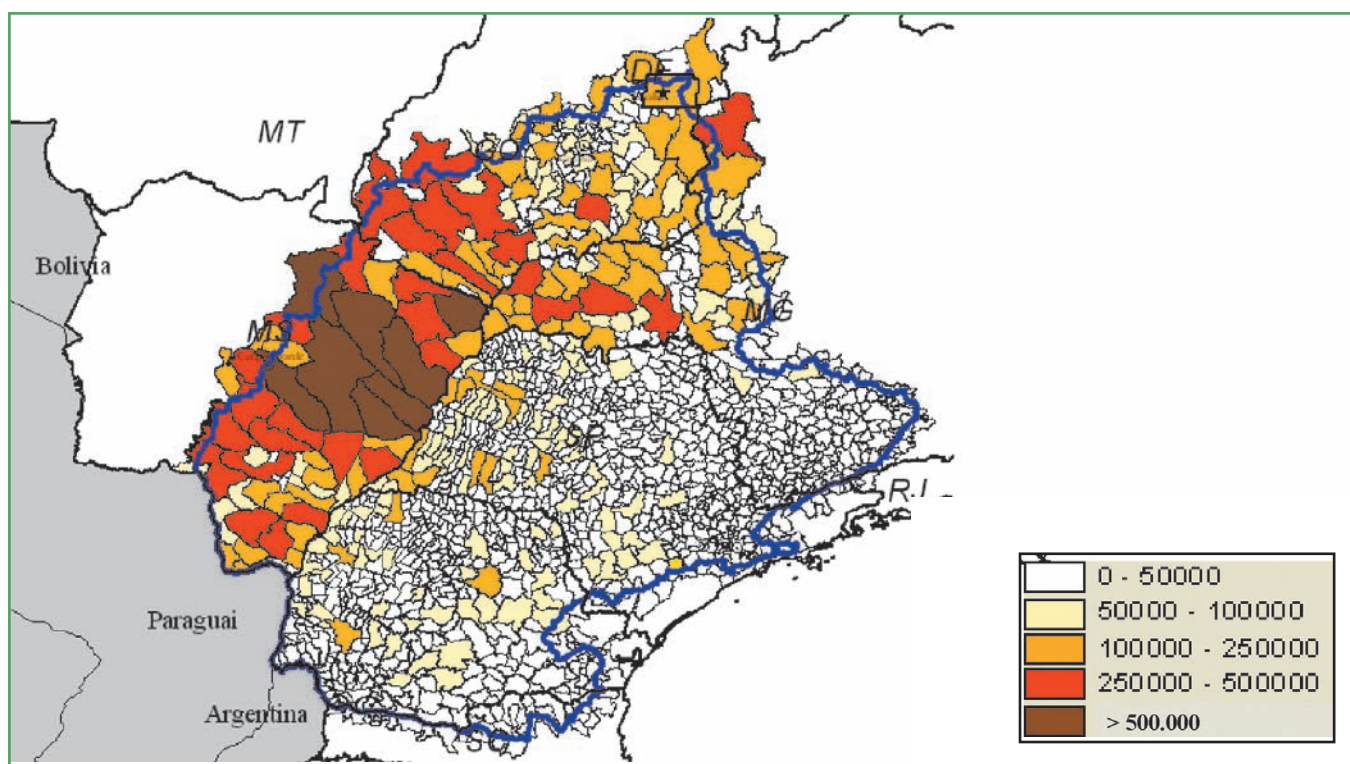 DF
MT
GO
Bolivia
MS
MG
SP
RJ
Paraguai
Argentina
SC
0 - 50000
50000 - 100000
100000 - 250000
250000 - 500000
> 500.000